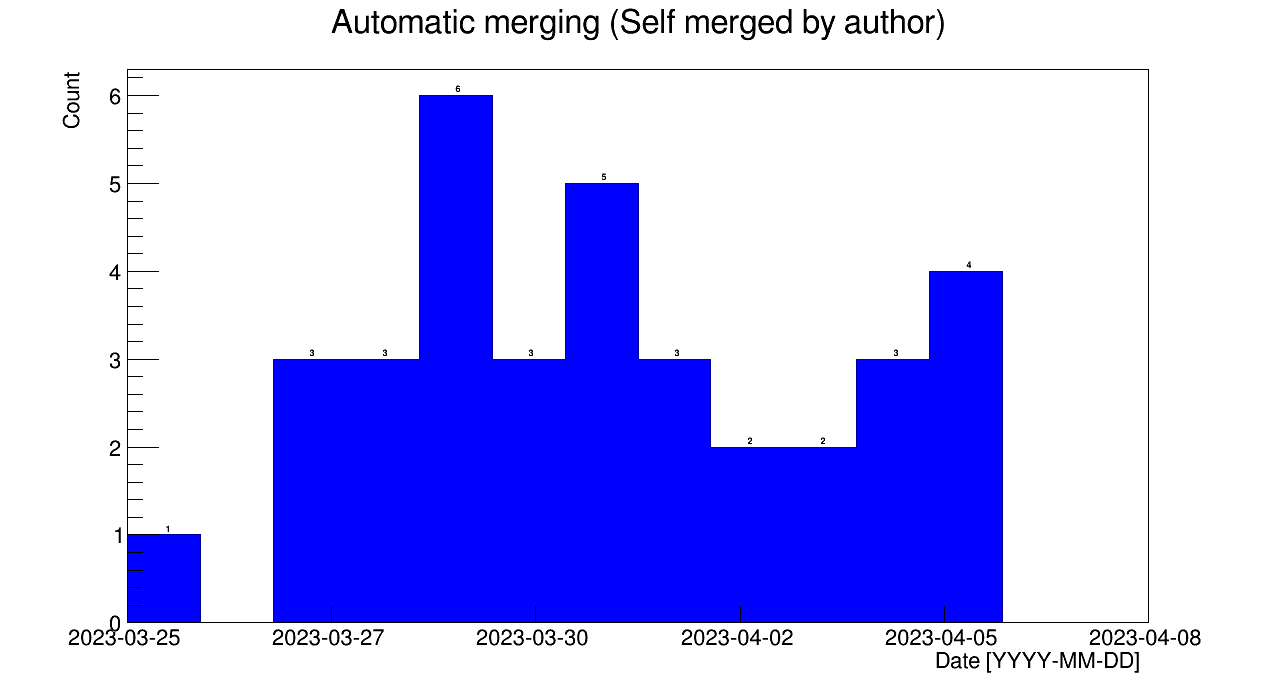 Automatic merging (Self merged by author)
Count
6
5
4
3
2
1
0
6
5
4
3 3 3 3 3
2 2
1
2023-03-25 2023-03-27 2023-03-30 2023-04-02 2023-04-05 2023-04-08
Date [YYYY-MM-DD]